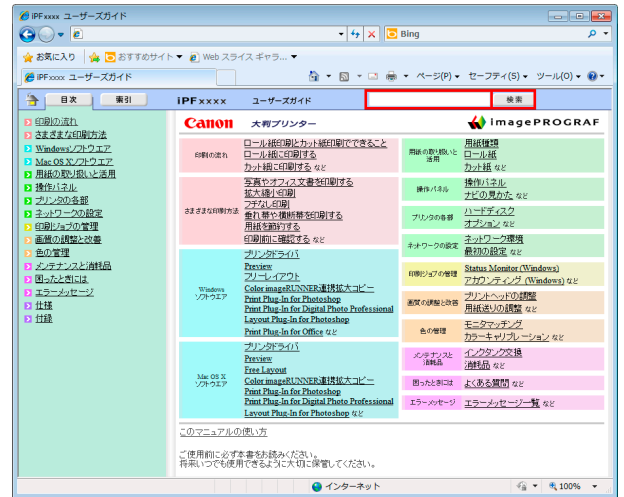 iPF xxxx ユーザーズガイド
Bing
お気に入り
おすすめサイト
Web スライス ギャラ...
iPF xxxx ユーザーズガイド
ページ(P)
セーフティ(S)
ツール(O)
目次
索引
iPFxxxx
ユーザーズガイド
検索
印刷の流れ
さまざまな印刷方法
Windowsソフトウエア
Mac OS Xソフトウエア
用紙の取り扱いと活用
操作パネル
プリンタの各部
ネットワークの設定
印刷ジョブの管理
画質の調整と改善
色の管理
メンテナンスと消耗品
困ったときには
エラーメッセージ
仕様
付録
Canon 大判プリンター
imagePROGRAF
印刷の流れ
ロール紙印刷とカット紙印刷でできること
ロール紙に印刷する
カット紙に印刷する など
さまざまな印刷方法
写真やオフィス文書を印刷する
拡大縮小印刷
フチなし印刷
垂れ幕や横断幕を印刷する
用紙を節約する
印刷前に確認する など
Windows
ソフトウエア
プリンタドライバ
Preview
フリーレイアウト
Color imageRUNNER連携拡大コピー
Print Plug-In for Photoshop
Print Plug-In for Digital Photo Professional
Layout Plug-In for Photoshop
Print Plug-In for Office など
Mac OS X
ソフトウエア
プリンタドライバ
Preview
Free Layout
Color imageRUNNER連携拡大コピー
Print Plug-In for Photoshop
Print Plug-In for Digital Photo Professional
Layout Plug-In for Photoshop など
用紙の取り扱いと
活用
用紙種類
ロール紙
カット紙 など
操作パネル
操作パネル
ナビの見かた など
プリンタの各部
ハードディスク
オプション など
ネットワークの設定
ネットワーク環境
最初の設定 など
印刷ジョブの管理
Status Monitor (Windows)
アカウンティング (Windows) など
画質の調整と改善
プリントヘッドの調整
用紙送りの調整 など
色の管理
モニタマッチング
カラーキャリブレーション など
メンテナンスと
消耗品
インクタンク交換
消耗品 など
困ったときには
よくある質問 など
エラーメッセージ
エラーメッセージ一覧 など
このマニュアルの使い方
ご使用前に必ず本書をお読みください。
将来いつでも使用できるように大切に保管してください。
インターネット
100%